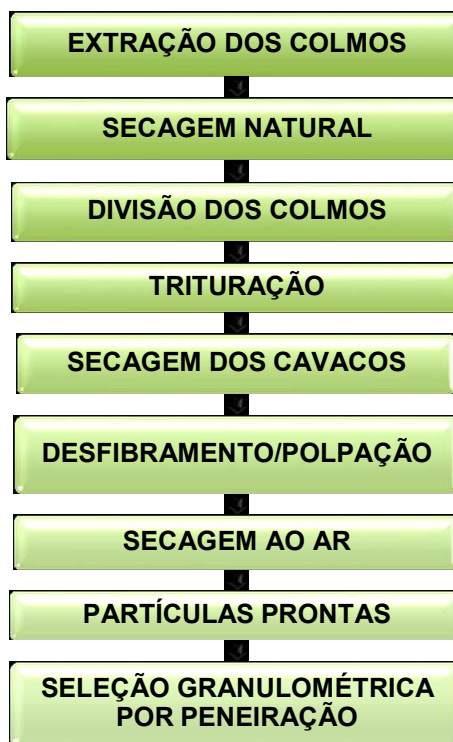 EXTRAÇÃO DOS COLMOS
SECAGEM NATURAL
DIVISÃO DOS COLMOS
TRITURAÇÃO
SECAGEM DOS CAVACOS
DESFIBRAMENTO/POLPAÇÃO
SECAGEM AO AR
PARTÍCULAS PRONTAS
SELEÇÃO GRANULOMÉTRICA
POR PENEIRAÇÃO